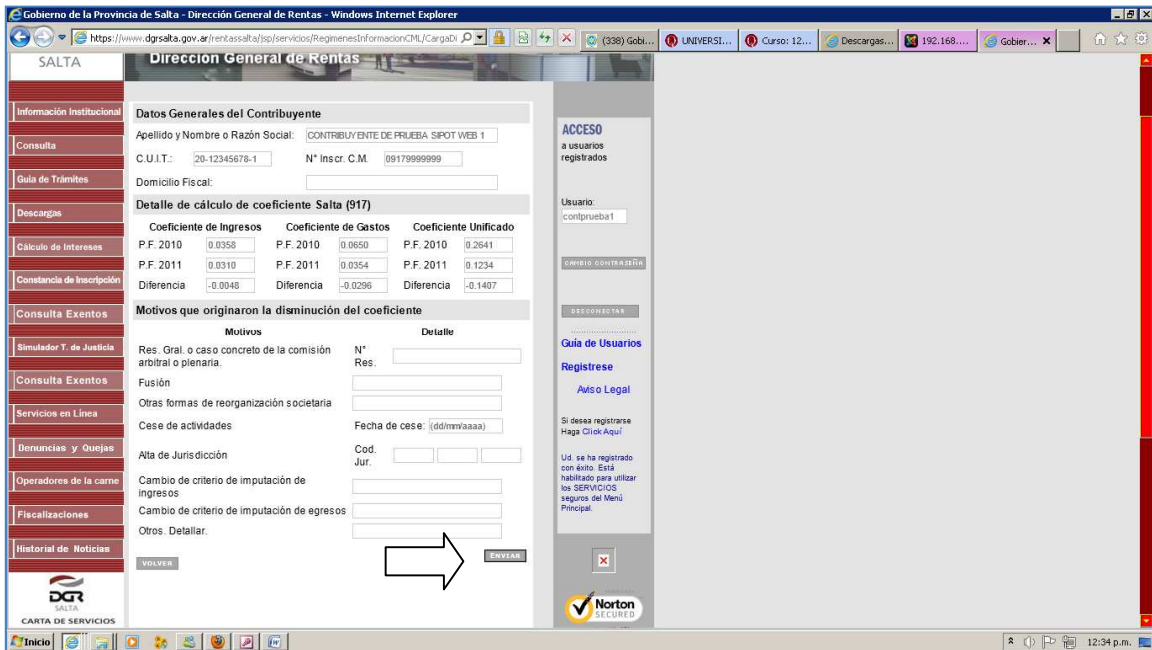 Gobierno de la Provincia de Salta - Dirección General de Rentas - Windows Internet Explorer
https://www.dgrsalta.gov.ar/rentassalta/jsp/servicios/RegimenesInformacionCML/CargaDi
(338) Gobi...
UNIVERSI...
Curso: 12...
Descargas...
192.168....
Gobier...
SALTA
Dirección General de Rentas
Información Institucional
Consulta
Guia de Trámites
Descargas
Cálculo de Intereses
Constancia de Inscripción
Consulta Exentos
Simulador T. de Justicia
Consulta Exentos
Servicios en Línea
Denuncias y Quejas
Operadores de la carne
Fiscalizaciones
Historial de Noticias
DGR
SALTA
CARTA DE SERVICIOS
Datos Generales del Contribuyente
Apellido y Nombre o Razón Social: CONTRIBUYENTE DE PRUEBA SIPOT WEB 1
C.U.I.T.: 20-12345678-1 N° Inscr. C.M. 09179999999
Domicilio Fiscal:
Detalle de cálculo de coeficiente Salta (917)
Coeficiente de Ingresos Coeficiente de Gastos Coeficiente Unificado
P.F. 2010 0.0358 P.F. 2010 0.0650 P.F. 2010 0.2641
P.F. 2011 0.0310 P.F. 2011 0.0354 P.F. 2011 0.1234
Diferencia -0.0048 Diferencia -0.0296 Diferencia -0.1407
Motivos que originaron la disminución del coeficiente
Motivos Detalle
Res. Gral. o caso concreto de la comisión arbitral o plenaria. N° Res.
Fusión
Otras formas de reorganización societaria
Cese de actividades Fecha de cese: (dd/mm/aaaa)
Alta de Jurisdicción Cod. Jur.
Cambio de criterio de imputación de ingresos
Cambio de criterio de imputación de egresos
Otros. Detallar.
VOLVER
ENVIAR
ACCESO
a usuarios
registrados
Usuario:
contprueba1
CAMBIO CONTRASEÑA
DESCONECTAR
Guía de Usuarios
Registrese
Aviso Legal
Si desea registrarse
Haga Click Aquí
Ud. se ha registrado
con éxito. Está
habilitado para utilizar
los SERVICIOS
seguros del Menú
Principal.
Norton
SECURED
Inicio
12:34 p.m.